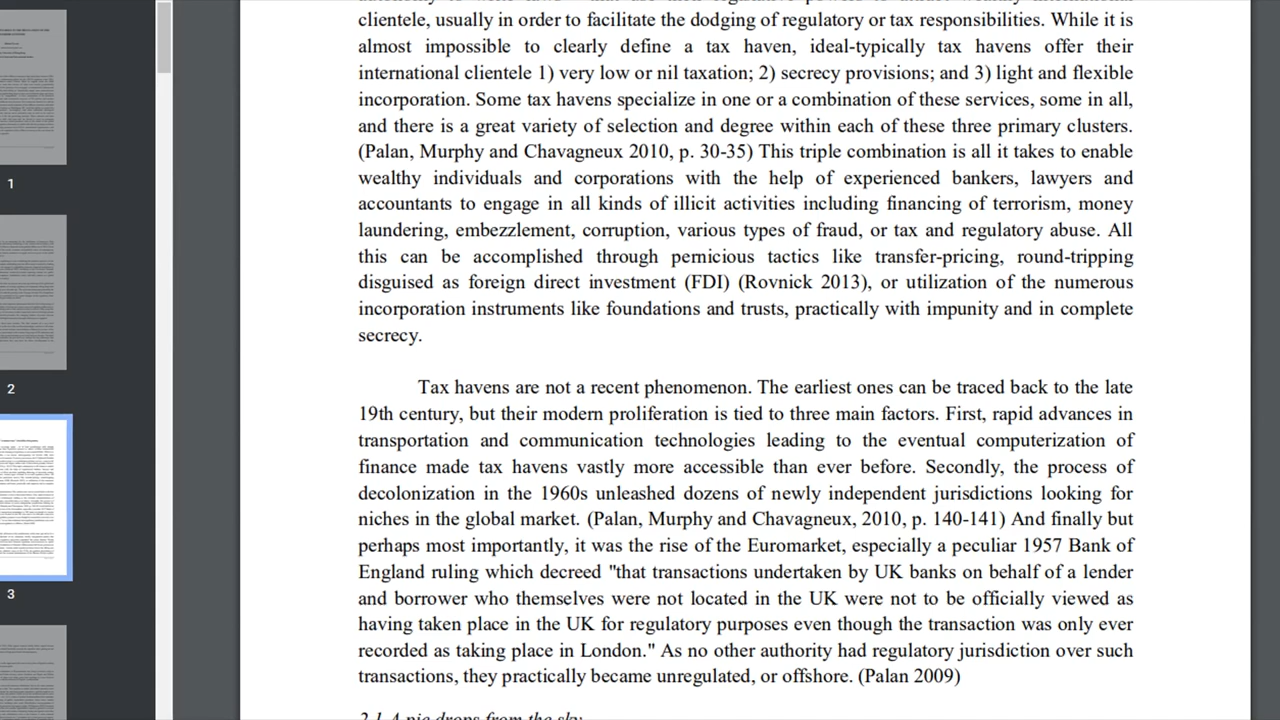 clientele, usually in order to facilitate the dodging of regulatory or tax responsibilities. While it is
almost impossible to clearly define a tax haven, ideal-typically tax havens offer their
international clientele 1) very low or nil taxation; 2) secrecy provisions; and 3) light and flexible
incorporation. Some tax havens specialize in one or a combination of these services, some in all,
and there is a great variety of selection and degree within each of these three primary clusters.
(Palan, Murphy and Chavagneux 2010, p. 30-35) This triple combination is all it takes to enable
wealthy individuals and corporations with the help of experienced bankers, lawyers and
accountants to engage in all kinds of illicit activities including financing of terrorism, money
laundering, embezzlement, corruption, various types of fraud, or tax and regulatory abuse. All
this can be accomplished through pernicious tactics like transfer-pricing, round-tripping
disguised as foreign direct investment (FDI) (Rovnick 2013), or utilization of the numerous
incorporation instruments like foundations and trusts, practically with impunity and in complete
secrecy.
Tax havens are not a recent phenomenon. The earliest ones can be traced back to the late
19th century, but their modern proliferation is tied to three main factors. First, rapid advances in
transportation and communication technologies leading to the eventual computerization of
finance made tax havens vastly more accessible than ever before. Secondly, the process of
decolonization in the 1960s unleashed dozens of newly independent jurisdictions looking for
niches in the global market. (Palan, Murphy and Chavagneux, 2010, p. 140-141) And finally but
perhaps most importantly, it was the rise of the Euromarket, especially a peculiar 1957 Bank of
England ruling which decreed "that transactions undertaken by UK banks on behalf of a lender
and borrower who themselves were not located in the UK were not to be officially viewed as
having taken place in the UK for regulatory purposes even though the transaction was only ever
recorded as taking place in London." As no other authority had regulatory jurisdiction over such
transactions, they practically became unregulated, or offshore. (Palan 2009)
2.1. A pie drops from the sky
1
2
3